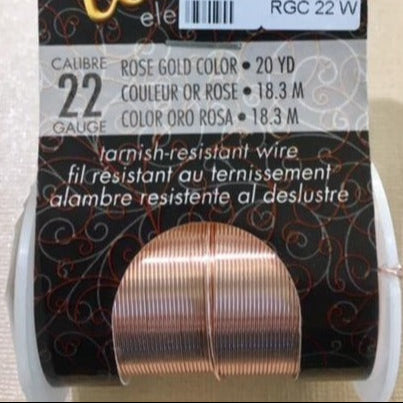 ele
RGC 22 W
CALIBRE
22
GAUGE
ROSE GOLD COLOR • 20 YD
COULEUR OR ROSE • 18.3 M
COLOR ORO ROSA • 18.3 M
tarnish-resistant wire
fil résistant au ternissement
alambre resistente al deslustre